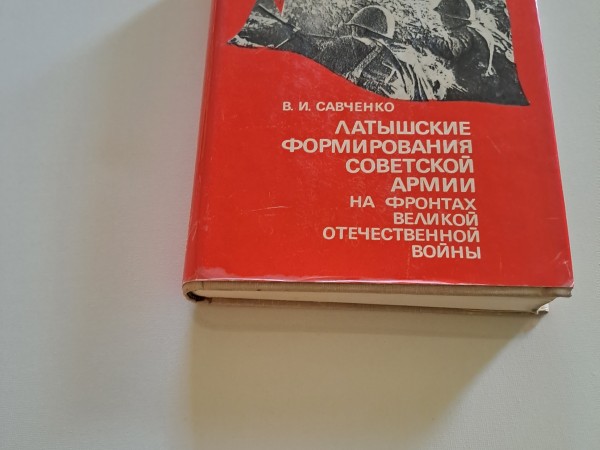 В. И. САВЧЕНКО
ЛАТЫШСКИЕ
ФОРМИРОВАНИЯ
СОВЕТСКОЙ
АРМИИ
НА ФРОНТАХ
ВЕЛИКОЙ
ОТЕЧЕСТВЕННОЙ
ВОЙНЫ